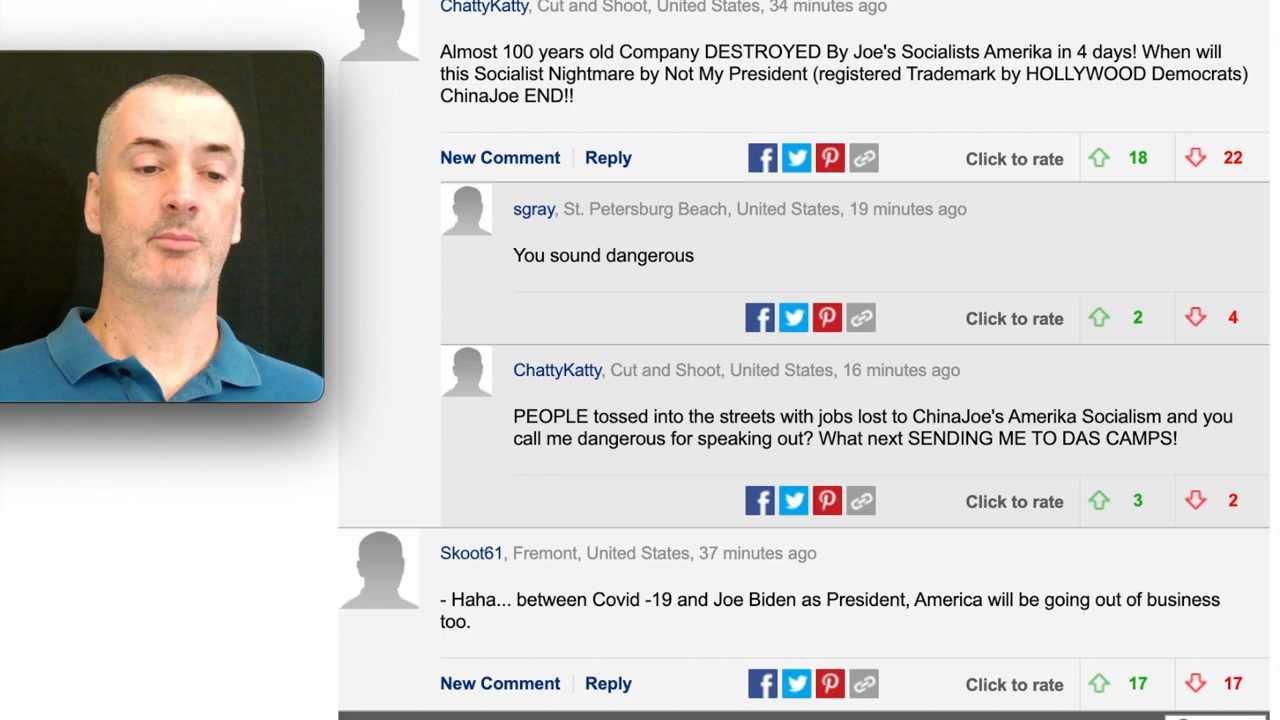 ChattyKatty, Cut and Shoot, United States, 34 minutes ago
Almost 100 years old Company DESTROYED By Joe's Socialists Amerika in 4 days! When will
this Socialist Nightmare by Not My President (registered Trademark by HOLLYWOOD Democrats)
ChinaJoe END!!
New Comment Reply Click to rate 18 22
sgray, St. Petersburg Beach, United States, 19 minutes ago
You sound dangerous
Click to rate 2 4
ChattyKatty, Cut and Shoot, United States, 16 minutes ago
PEOPLE tossed into the streets with jobs lost to ChinaJoe's Amerika Socialism and you
call me dangerous for speaking out? What next SENDING ME TO DAS CAMPS!
Click to rate 3 2
Skoot61, Fremont, United States, 37 minutes ago
- Haha... between Covid -19 and Joe Biden as President, America will be going out of business
too.
New Comment Reply Click to rate 17 17